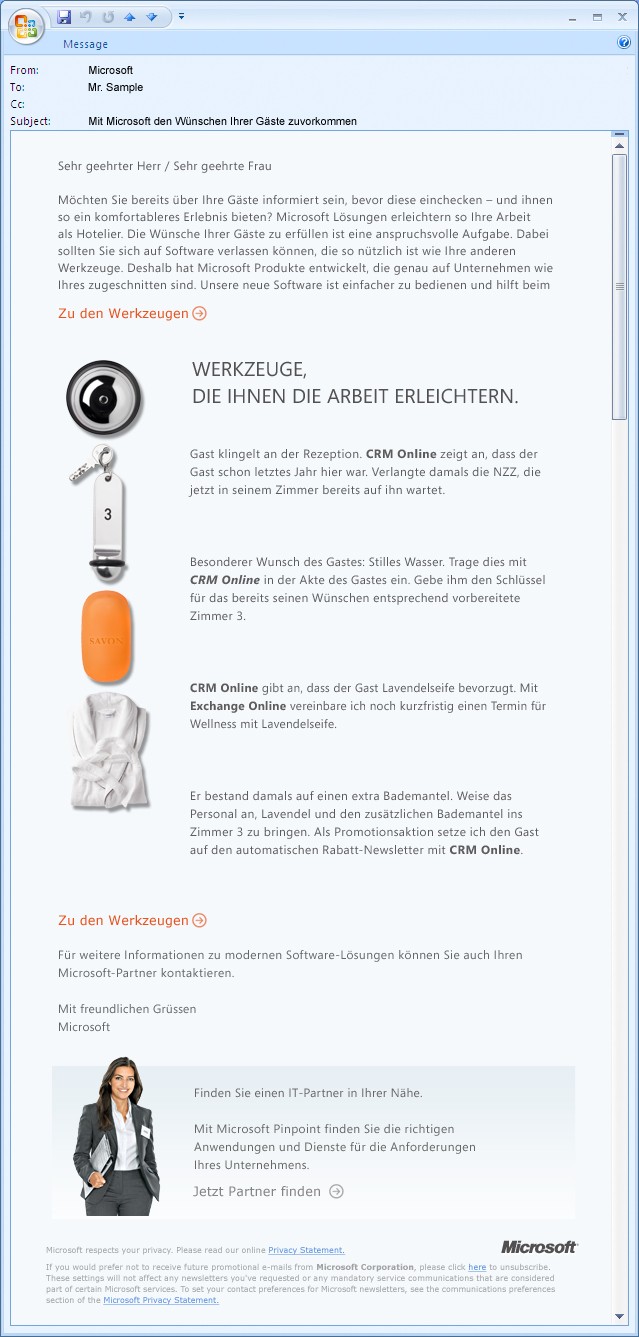 Message
From: Microsoft
To: Mr. Sample
Cc:
Subject: Mit Microsoft den Wünschen Ihrer Gäste zuvorkommen
Sehr geehrter Herr / Sehr geehrte Frau
Möchten Sie bereits über Ihre Gäste informiert sein, bevor diese einchecken – und ihnen
so ein komfortableres Erlebnis bieten? Microsoft Lösungen erleichtern so Ihre Arbeit
als Hotelier. Die Wünsche Ihrer Gäste zu erfüllen ist eine anspruchsvolle Aufgabe. Dabei
sollten Sie sich auf Software verlassen können, die so nützlich ist wie Ihre anderen
Werkzeuge. Deshalb hat Microsoft Produkte entwickelt, die genau auf Unternehmen wie
Ihres zugeschnitten sind. Unsere neue Software ist einfacher zu bedienen und hilft beim
Zu den Werkzeugen
WERKZEUGE,
DIE IHNEN DIE ARBEIT ERLEICHTERN.
Gast klingelt an der Rezeption. CRM Online zeigt an, dass der
Gast schon letztes Jahr hier war. Verlangte damals die NZZ, die
jetzt in seinem Zimmer bereits auf ihn wartet.
3
Besonderer Wunsch des Gastes: Stilles Wasser. Trage dies mit
CRM Online in der Akte des Gastes ein. Gebe ihm den Schlüssel
für das bereits seinen Wünschen entsprechend vorbereitete
Zimmer 3.
SAVON
CRM Online gibt an, dass der Gast Lavendelseife bevorzugt. Mit
Exchange Online vereinbare ich noch kurzfristig einen Termin für
Wellness mit Lavendelseife.
Er bestand damals auf einen extra Bademantel. Weise das
Personal an, Lavendel und den zusätzlichen Bademantel ins
Zimmer 3 zu bringen. Als Promotionsaktion setze ich den Gast
auf den automatischen Rabatt-Newsletter mit CRM Online.
Zu den Werkzeugen
Für weitere Informationen zu modernen Software-Lösungen können Sie auch Ihren
Microsoft-Partner kontaktieren.
Mit freundlichen Grüssen
Microsoft
Finden Sie einen IT-Partner in Ihrer Nähe.
Mit Microsoft Pinpoint finden Sie die richtigen
Anwendungen und Dienste für die Anforderungen
Ihres Unternehmens.
Jetzt Partner finden
Microsoft respects your privacy. Please read our online Privacy Statement.
Microsoft
If you would prefer not to receive future promotional e-mails from Microsoft Corporation, please click here to unsubscribe.
These settings will not affect any newsletters you've requested or any mandatory service communications that are considered
part of certain Microsoft services. To set your contact preferences for Microsoft newsletters, see the communications preferences
section of the Microsoft Privacy Statement.